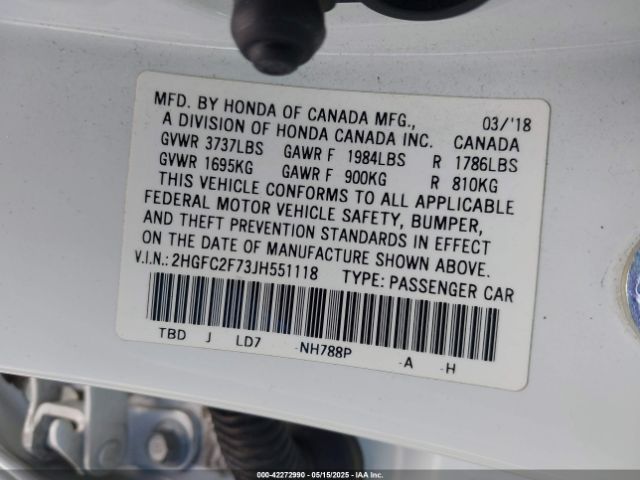 MFD. BY HONDA OF CANADA MFG., 03/'18
A DIVISION OF HONDA CANADA INC. CANADA
GVWR 3737LBS GAWR F 1984LBS R 1786LBS
GVWR 1695KG GAWR F 900KG R 810KG
THIS VEHICLE CONFORMS TO ALL APPLICABLE
FEDERAL MOTOR VEHICLE SAFETY, BUMPER,
AND THEFT PREVENTION STANDARDS IN EFFECT
ON THE DATE OF MANUFACTURE SHOWN ABOVE.
V.I.N.: 2HGFC2F73JH551118 TYPE: PASSENGER CAR
TBD J LD7 -NH788P -A -H
000-42272990 - 05/15/2025 - IAAI.COM